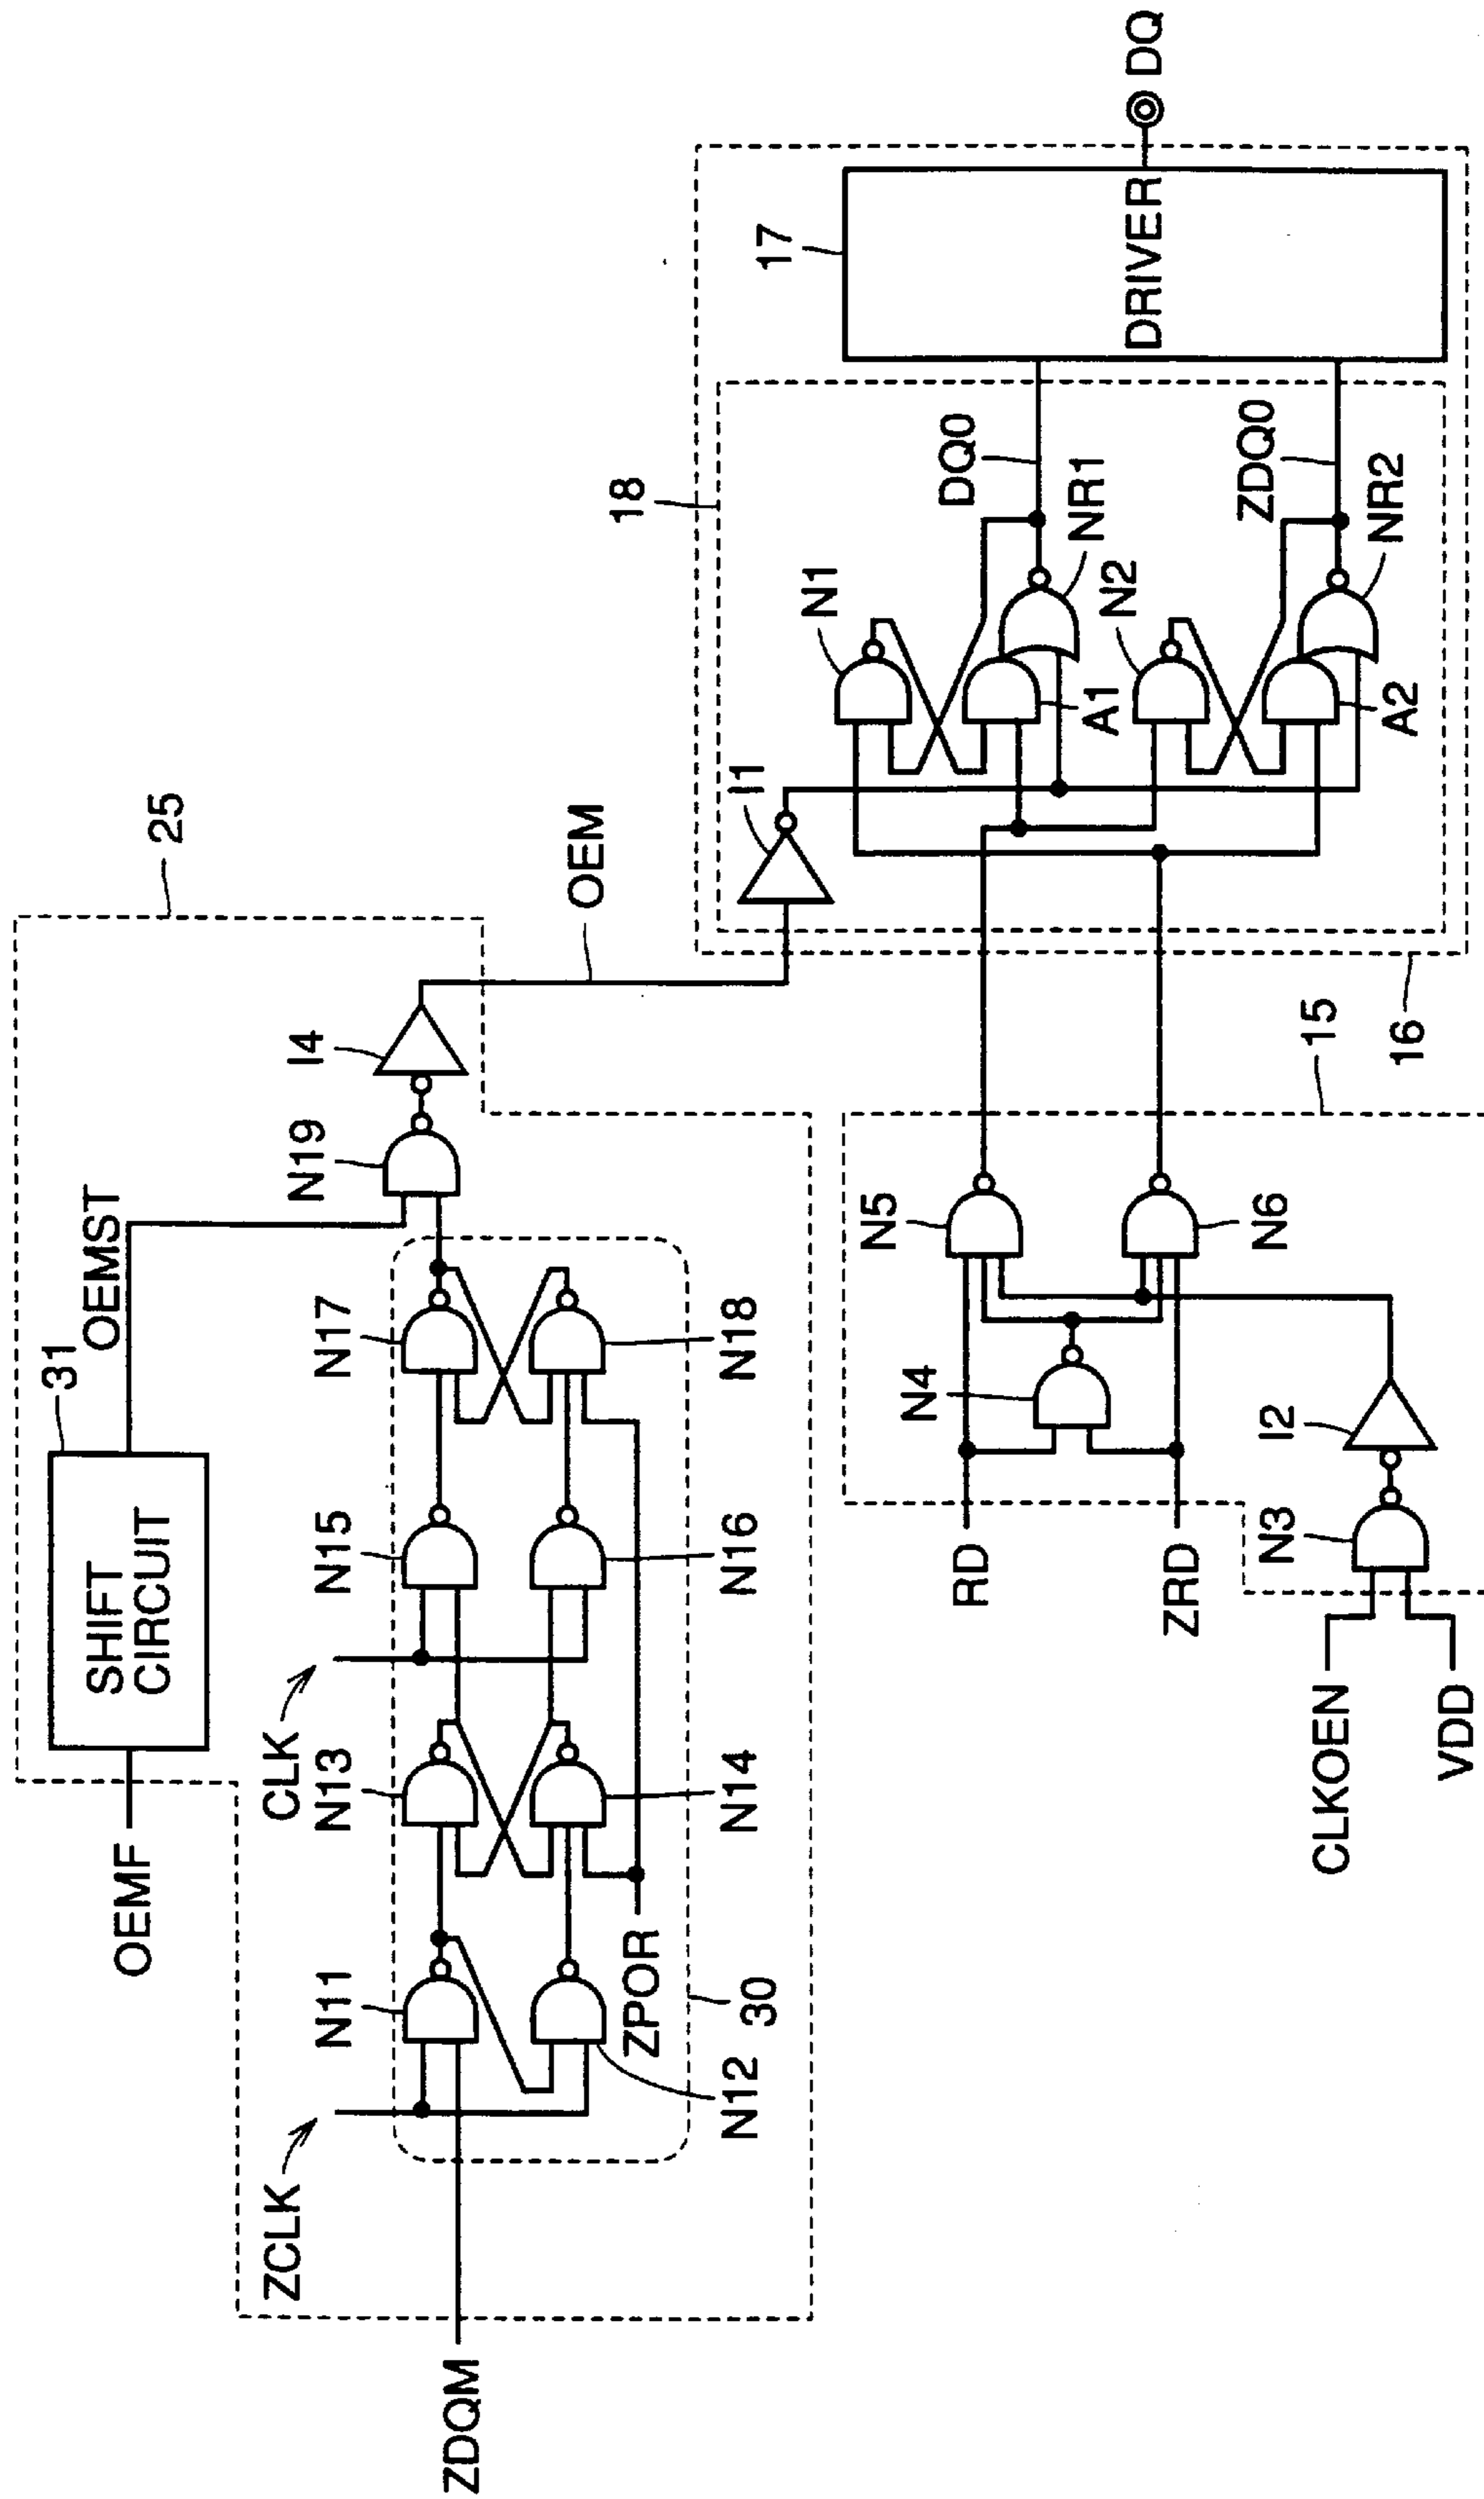 25
31
OEMST
SHIFT
CIRCUIT
OEMF
N19
I4
OEM
ZCLK
CLK
N11
N13
N15
N17
ZDQM
ZPOR
N12
N14
N16
N18
30
18
17
I1
N1
DQ0
A1
NR1
N2
ZDQ0
A2
NR2
DRIVER
DQ
16
15
N5
N4
RD
ZRD
N6
N3
I2
CLKOEN
VDD